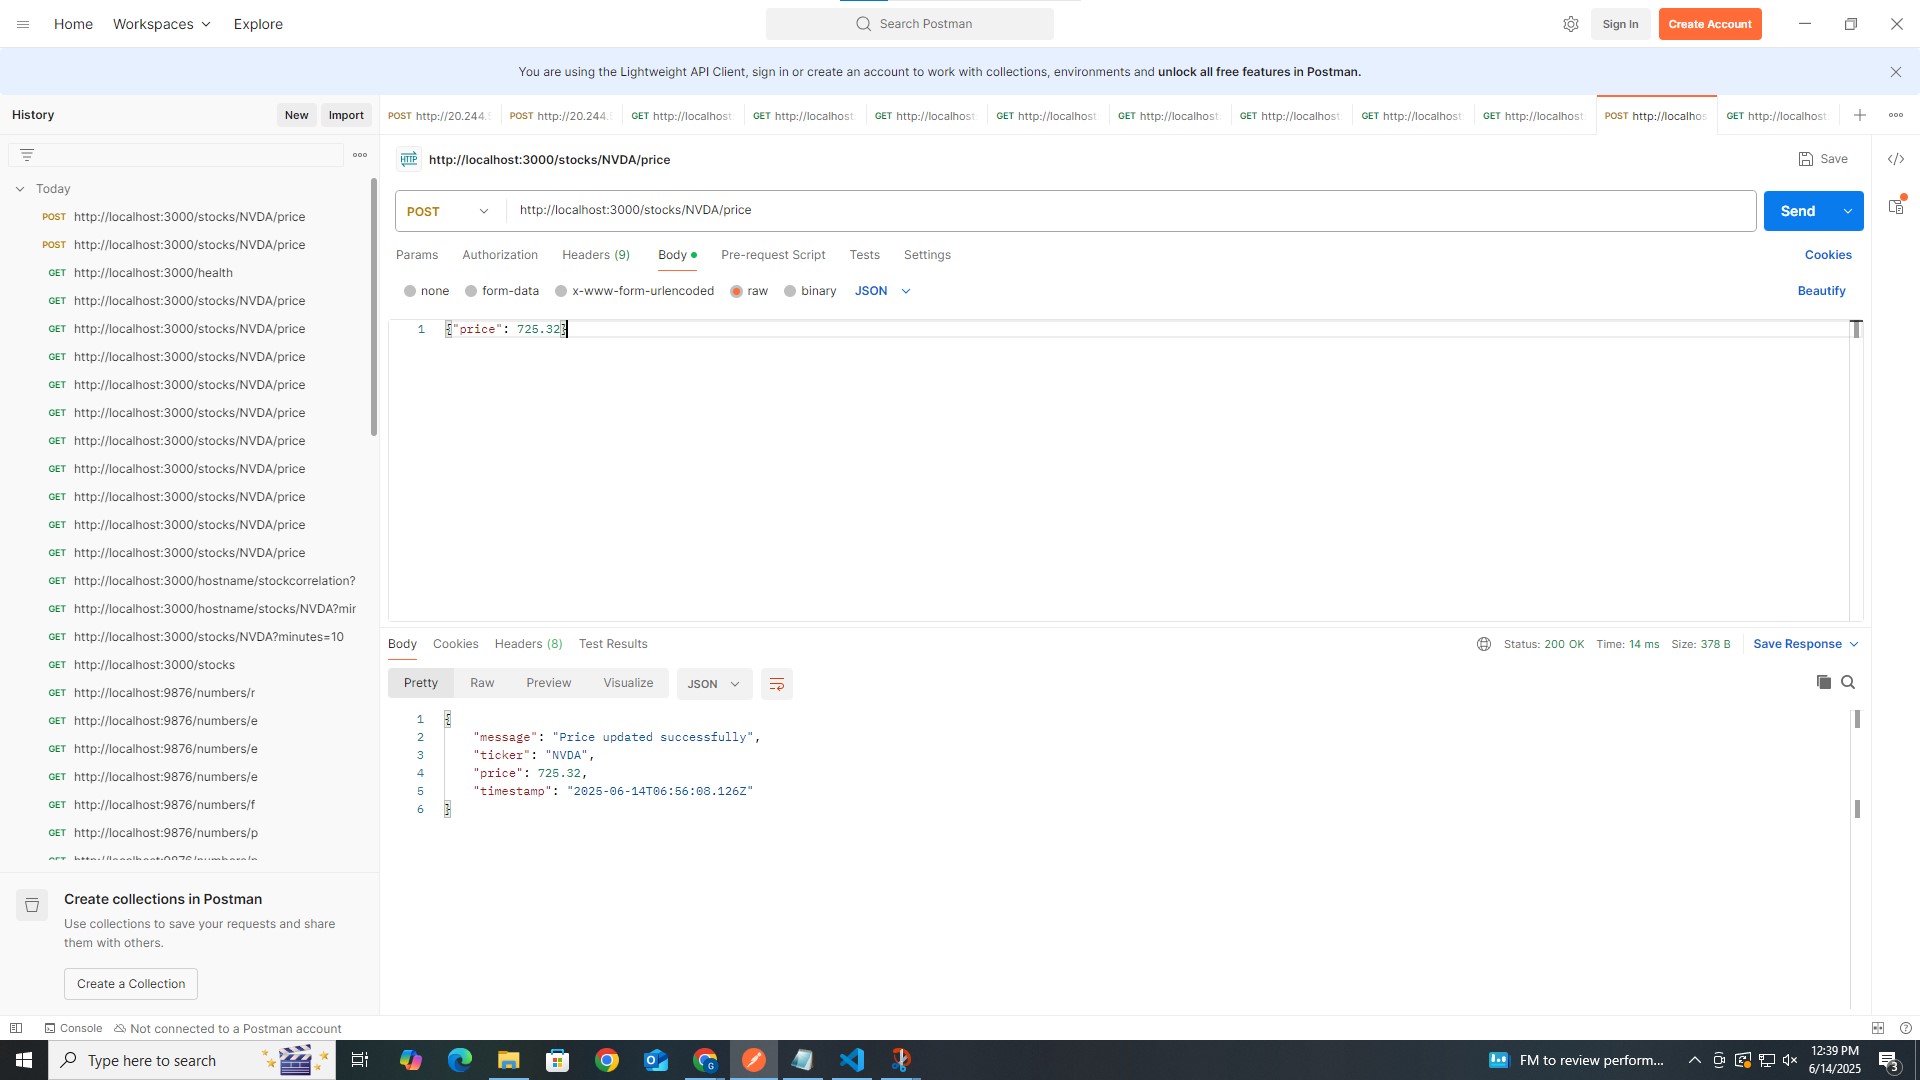 Home
Workspaces
Explore
Search Postman
Sign In
Create Account
You are using the Lightweight API Client, sign in or create an account to work with collections, environments and unlock all free features in Postman.
History
New
Import
POST http://20.244.
POST http://20.244.
GET http://localhost:
GET http://localhost:
GET http://localhost:
GET http://localhost:
GET http://localhost:
GET http://localhost:
GET http://localhost:
GET http://localhost:
POST http://localhos
GET http://localhost:
Today
POST http://localhost:3000/stocks/NVDA/price
POST http://localhost:3000/stocks/NVDA/price
GET http://localhost:3000/health
GET http://localhost:3000/stocks/NVDA/price
GET http://localhost:3000/stocks/NVDA/price
GET http://localhost:3000/stocks/NVDA/price
GET http://localhost:3000/stocks/NVDA/price
GET http://localhost:3000/stocks/NVDA/price
GET http://localhost:3000/stocks/NVDA/price
GET http://localhost:3000/stocks/NVDA/price
GET http://localhost:3000/stocks/NVDA/price
GET http://localhost:3000/stocks/NVDA/price
GET http://localhost:3000/stocks/NVDA/price
GET http://localhost:3000/hostname/stockcorrelation?
GET http://localhost:3000/hostname/stocks/NVDA?mir
GET http://localhost:3000/stocks/NVDA?minutes=10
GET http://localhost:3000/stocks
GET http://localhost:9876/numbers/r
GET http://localhost:9876/numbers/e
GET http://localhost:9876/numbers/e
GET http://localhost:9876/numbers/e
GET http://localhost:9876/numbers/f
GET http://localhost:9876/numbers/p
Create collections in Postman
Use collections to save your requests and share
them with others.
Create a Collection
HTTP http://localhost:3000/stocks/NVDA/price
Save
POST
http://localhost:3000/stocks/NVDA/price
Send
Params
Authorization
Headers (9)
Body
Pre-request Script
Tests
Settings
Cookies
none
form-data
x-www-form-urlencoded
raw
binary
JSON
Beautify
1 {"price": 725.32}
Body
Cookies
Headers (8)
Test Results
Status: 200 OK
Time: 14 ms
Size: 378 B
Save Response
Pretty
Raw
Preview
Visualize
JSON
1 {
2 "message": "Price updated successfully",
3 "ticker": "NVDA",
4 "price": 725.32,
5 "timestamp": "2025-06-14T06:56:08.126Z"
6 }
Console
Not connected to a Postman account
Type here to search
FM to review perform...
12:39 PM
6/14/2025
3